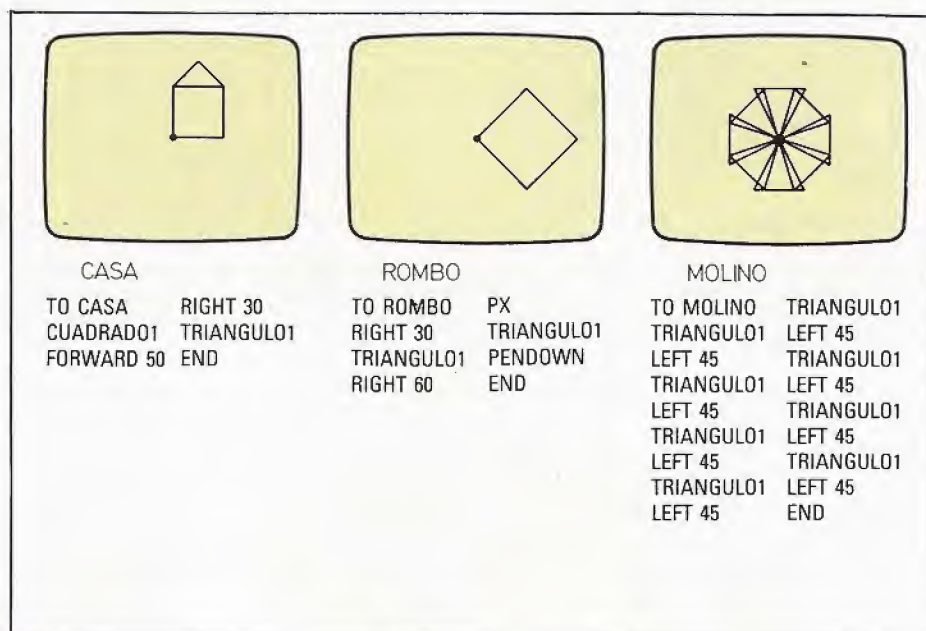 CASA
TO CASA
CUADRADO1
FORWARD 50
RIGHT 30
TRIANGULO1
END
ROMBO
TO ROMBO
RIGHT 30
TRIANGULO1
RIGHT 60
PX
TRIANGULO1
PENDOWN
END
MOLINO
TO MOLINO
TRIANGULO1
LEFT 45
TRIANGULO1
LEFT 45
TRIANGULO1
LEFT 45
TRIANGULO1
LEFT 45
TRIANGULO1
LEFT 45
TRIANGULO1
LEFT 45
TRIANGULO1
LEFT 45
TRIANGULO1
LEFT 45
END